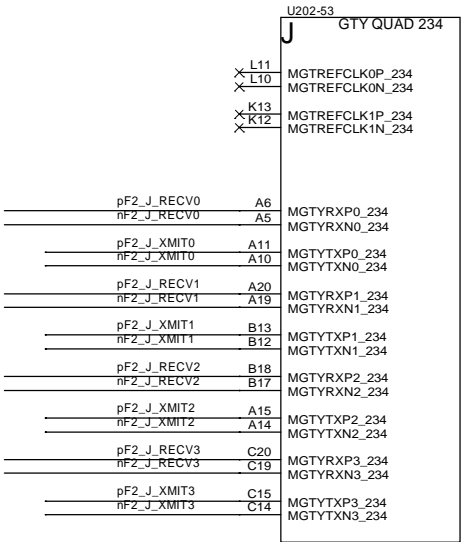 U202-53
J GTY QUAD 234
L11 MGTREFCLK0P_234
L10 MGTREFCLK0N_234
K13 MGTREFCLK1P_234
K12 MGTREFCLK1N_234
pF2_J_RECV0 A6 MGTYRXP0_234
nF2_J_RECV0 A5 MGTYRXN0_234
pF2_J_XMIT0 A11 MGTYTXP0_234
nF2_J_XMIT0 A10 MGTYTXN0_234
pF2_J_RECV1 A20 MGTYRXP1_234
nF2_J_RECV1 A19 MGTYRXN1_234
pF2_J_XMIT1 B13 MGTYTXP1_234
nF2_J_XMIT1 B12 MGTYTXN1_234
pF2_J_RECV2 B18 MGTYRXP2_234
nF2_J_RECV2 B17 MGTYRXN2_234
pF2_J_XMIT2 A15 MGTYTXP2_234
nF2_J_XMIT2 A14 MGTYTXN2_234
pF2_J_RECV3 C20 MGTYRXP3_234
nF2_J_RECV3 C19 MGTYRXN3_234
pF2_J_XMIT3 C15 MGTYTXP3_234
nF2_J_XMIT3 C14 MGTYTXN3_234